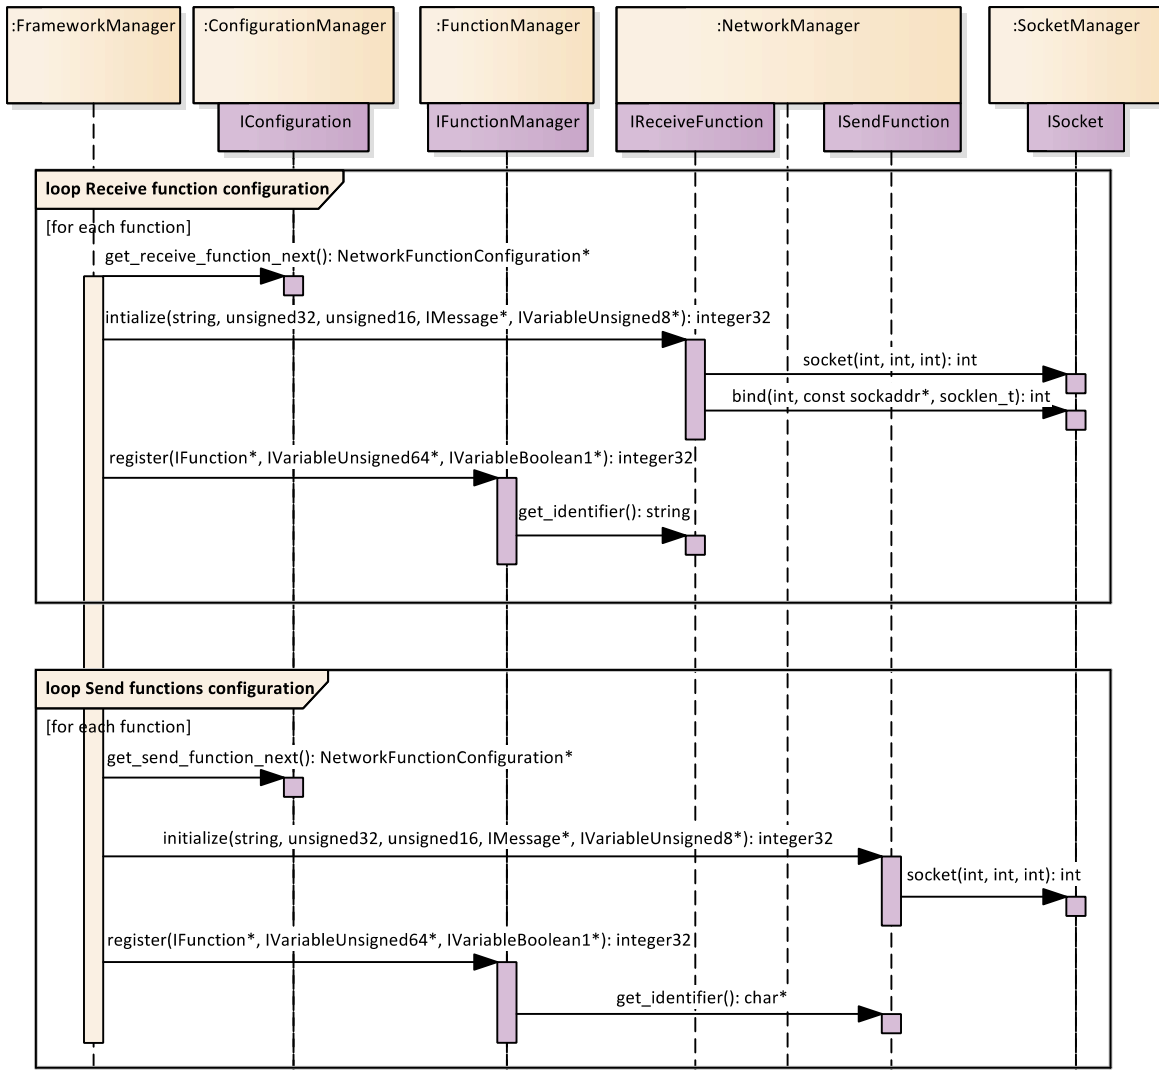 :FrameworkManager
:ConfigurationManager
:FunctionManager
:NetworkManager
:SocketManager
IConfiguration
IFunctionManager
IReceiveFunction
ISendFunction
ISocket
loop Receive function configuration
[for each function]
get_receive_function_next(): NetworkFunctionConfiguration*
intialize(string, unsigned32, unsigned16, IMessage*, IVariableUnsigned8*): integer32
socket(int, int, int): int
bind(int, const sockaddr*, socklen_t): int
register(IFunction*, IVariableUnsigned64*, IVariableBoolean1*): integer32
get_identifier(): string
loop Send functions configuration
[for each function]
get_send_function_next(): NetworkFunctionConfiguration*
initialize(string, unsigned32, unsigned16, IMessage*, IVariableUnsigned8*): integer32
socket(int, int, int): int
register(IFunction*, IVariableUnsigned64*, IVariableBoolean1*): integer32
get_identifier(): char*